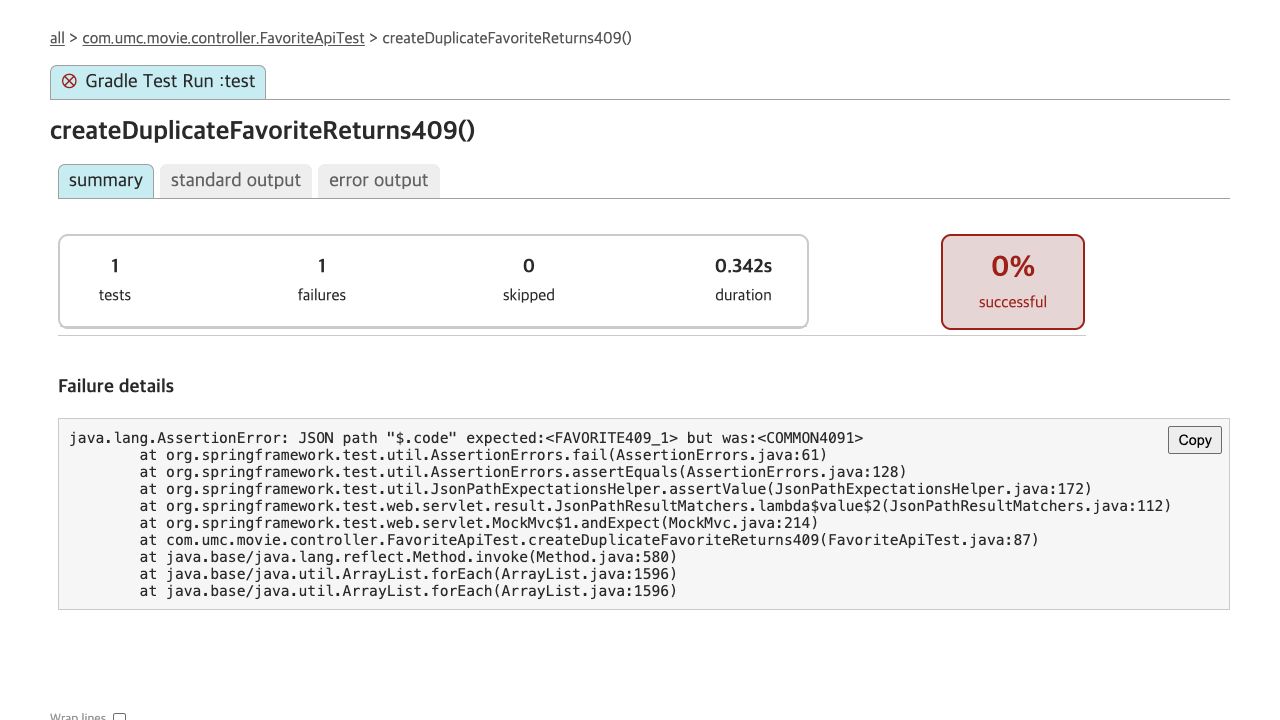 all > com.umc.movie.controller.FavoriteApiTest > createDuplicateFavoriteReturns409()
Gradle Test Run :test
createDuplicateFavoriteReturns409()
summary standard output error output
1 1 0 0.342s
tests failures skipped duration
0%
successful
Failure details
java.lang.AssertionError: JSON path "$.code" expected:<FAVORITE409_1> but was:<COMMON4091>
at org.springframework.test.util.AssertionErrors.fail(AssertionErrors.java:61)
at org.springframework.test.util.AssertionErrors.assertEquals(AssertionErrors.java:128)
at org.springframework.test.util.JsonPathExpectationsHelper.assertValue(JsonPathExpectationsHelper.java:172)
at org.springframework.test.web.servlet.result.JsonPathResultMatchers.lambda$value$2(JsonPathResultMatchers.java:112)
at org.springframework.test.web.servlet.MockMvc$1.andExpect(MockMvc.java:214)
at com.umc.movie.controller.FavoriteApiTest.createDuplicateFavoriteReturns409(FavoriteApiTest.java:87)
at java.base/java.lang.reflect.Method.invoke(Method.java:580)
at java.base/java.util.ArrayList.forEach(ArrayList.java:1596)
at java.base/java.util.ArrayList.forEach(ArrayList.java:1596)
Copy
Wrap lines